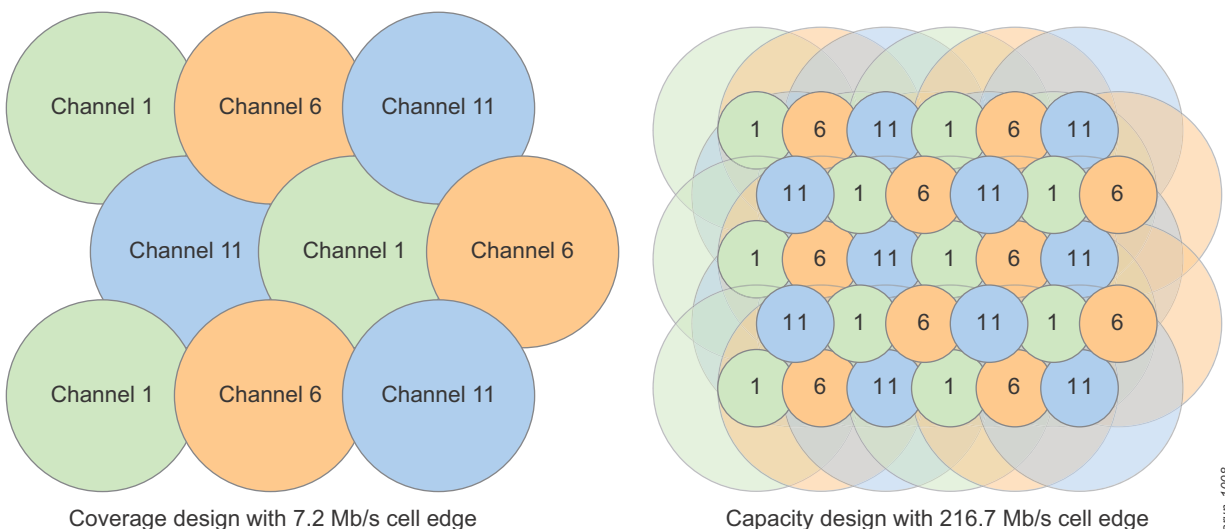 Channel 1 Channel 6 Channel 11
Channel 11 Channel 1 Channel 6
Channel 1 Channel 6 Channel 11
Coverage design with 7.2 Mb/s cell edge
1 6 11 1 6 11
11 1 6 11 1 6
1 6 11 1 6 11
11 1 6 11 1 6
1 6 11 1 6 11
Capacity design with 216.7 Mb/s cell edge